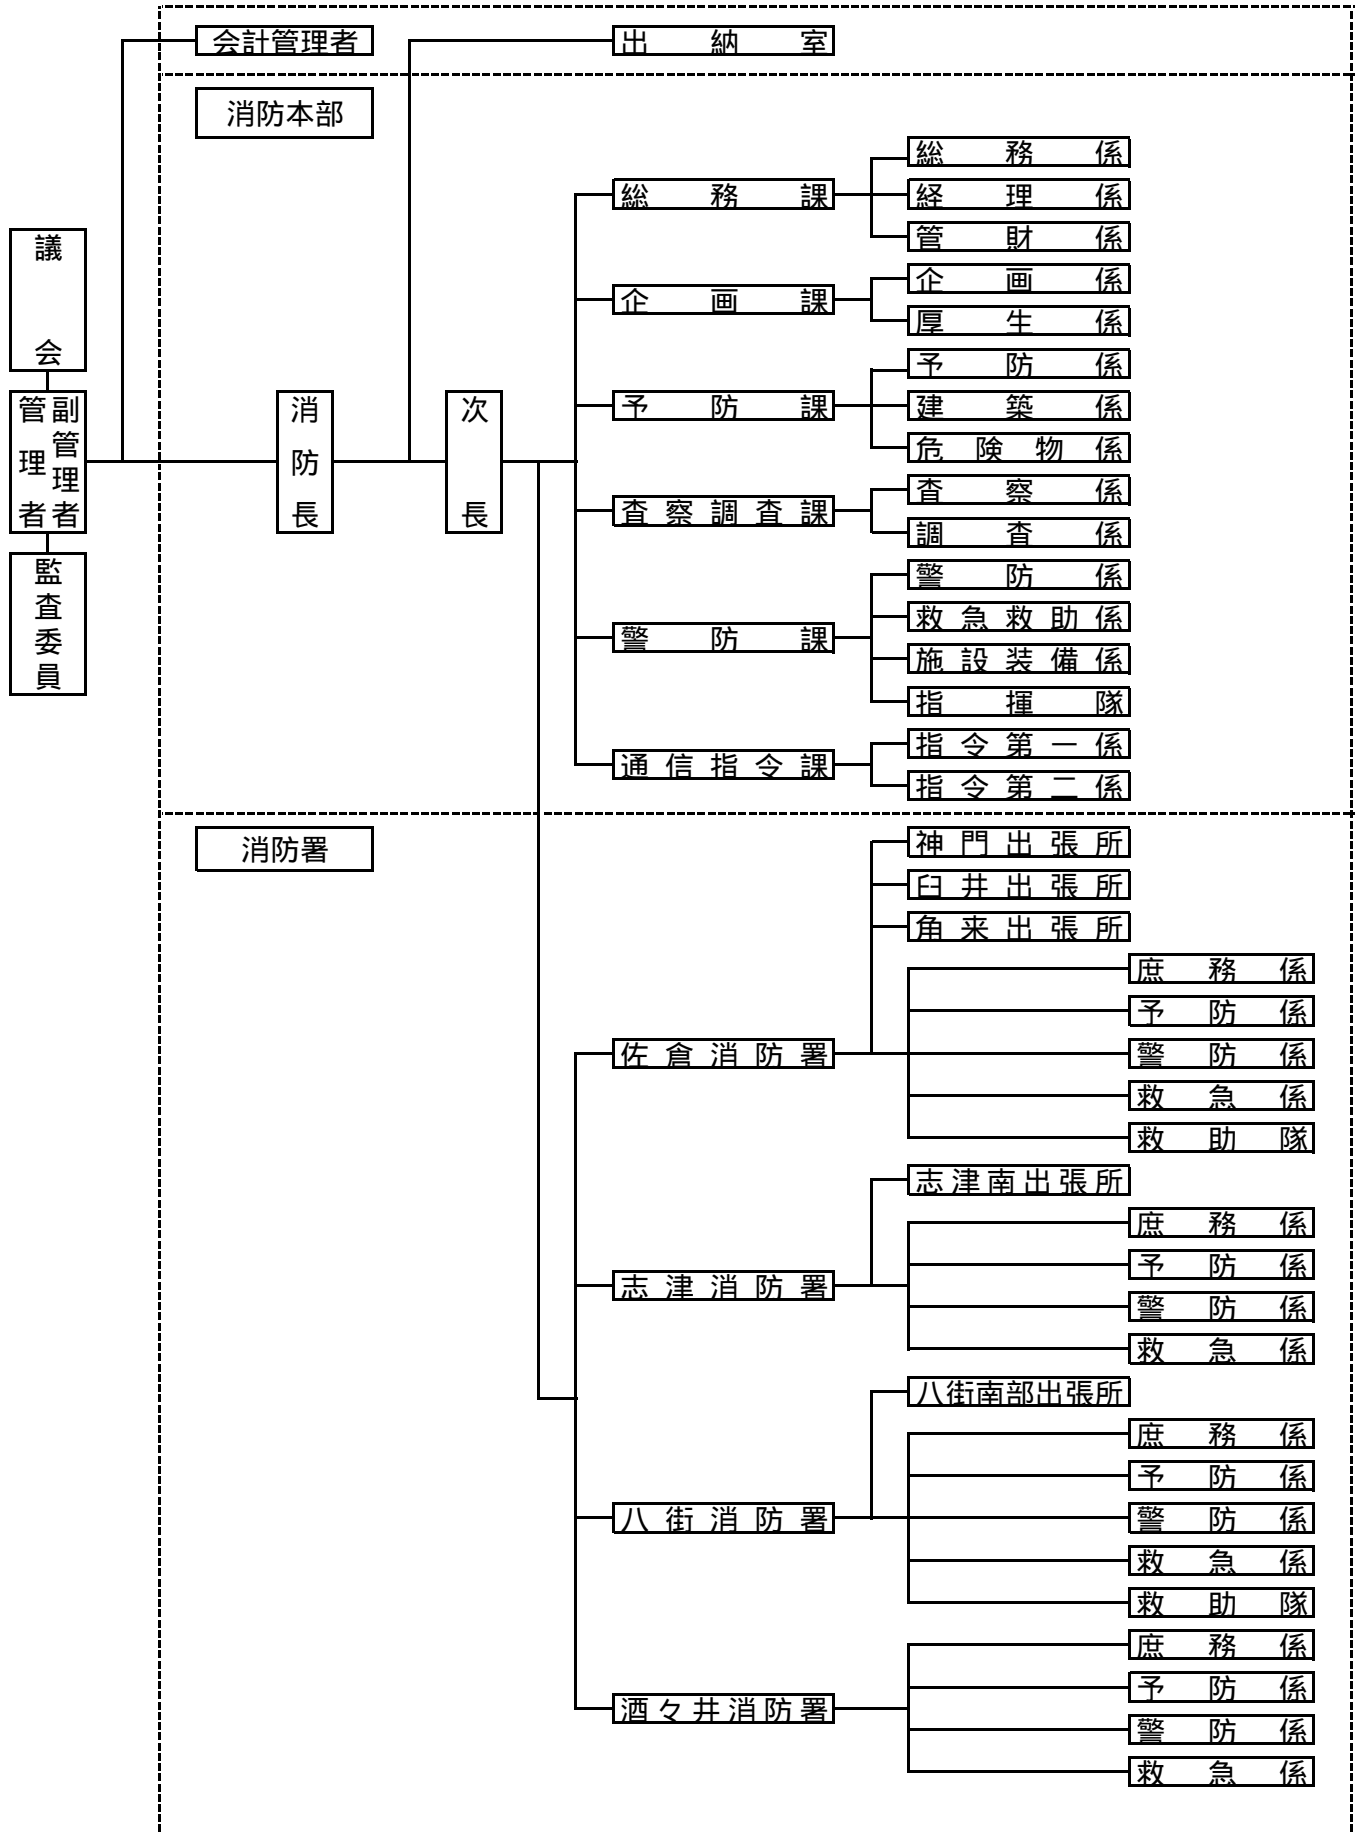 会計管理者
出納室
消防本部
総務係
総務課
経理係
管財係
議会
企画係
企画課
厚生係
予防係
管理者
副管理者
消防長
次長
予防課
建築係
危険物係
査察係
査察調査課
調査係
監査委員
警防係
救急救助係
警防課
施設装備係
指揮隊
指令第一係
通信指令課
指令第二係
消防署
神門出張所
臼井出張所
角来出張所
庶務係
予防係
佐倉消防署
警防係
救急係
救助隊
志津南出張所
庶務係
予防係
志津消防署
警防係
救急係
八街南部出張所
庶務係
予防係
八街消防署
警防係
救急係
救助隊
庶務係
予防係
酒々井消防署
警防係
救急係